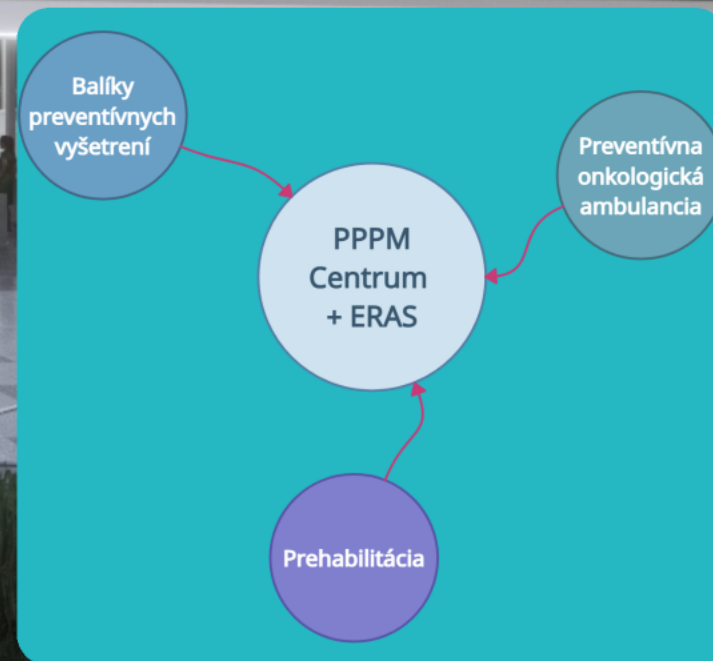 Balíky
preventívnych
vyšetrení
Preventívna
onkologická
ambulancia
PPPM
Centrum
+ ERAS
Prehabilitácia